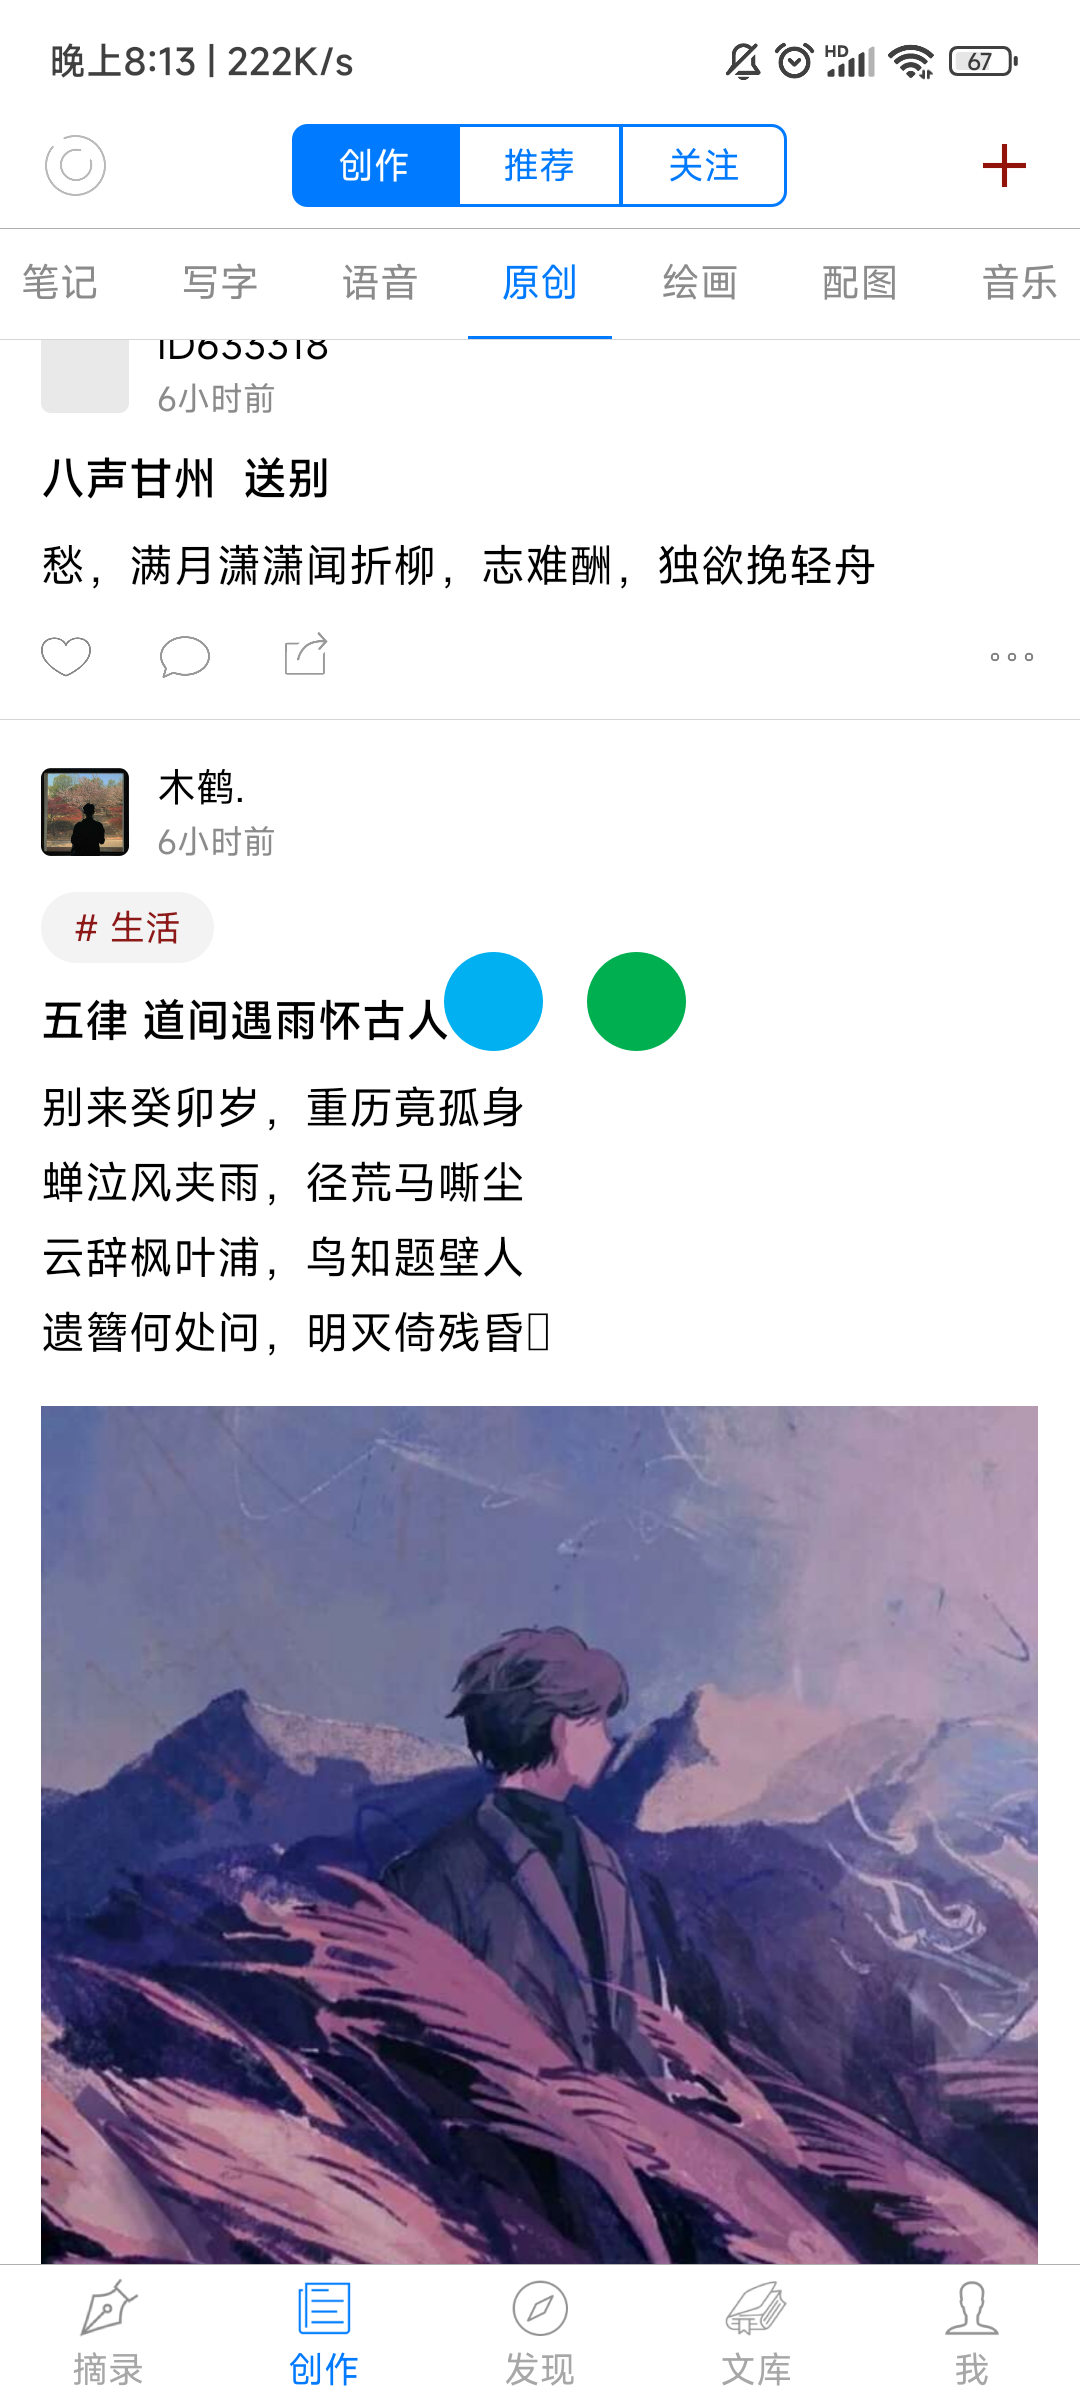 晚上8:13 | 222K/s
HD
67
创作 推荐 关注
笔记 写字 语音 原创 绘画 配图 音乐
ID633318
6小时前
八声甘州 送别
愁，满月潇潇闻折柳，志难酬，独欲挽轻舟
木鹤.
6小时前
# 生活
五律 道间遇雨怀古人
别来癸卯岁，重历竟孤身
蝉泣风夹雨，径荒马嘶尘
云辞枫叶浦，鸟知题壁人
遗簪何处问，明灭倚残昏
摘录 创作 发现 文库 我